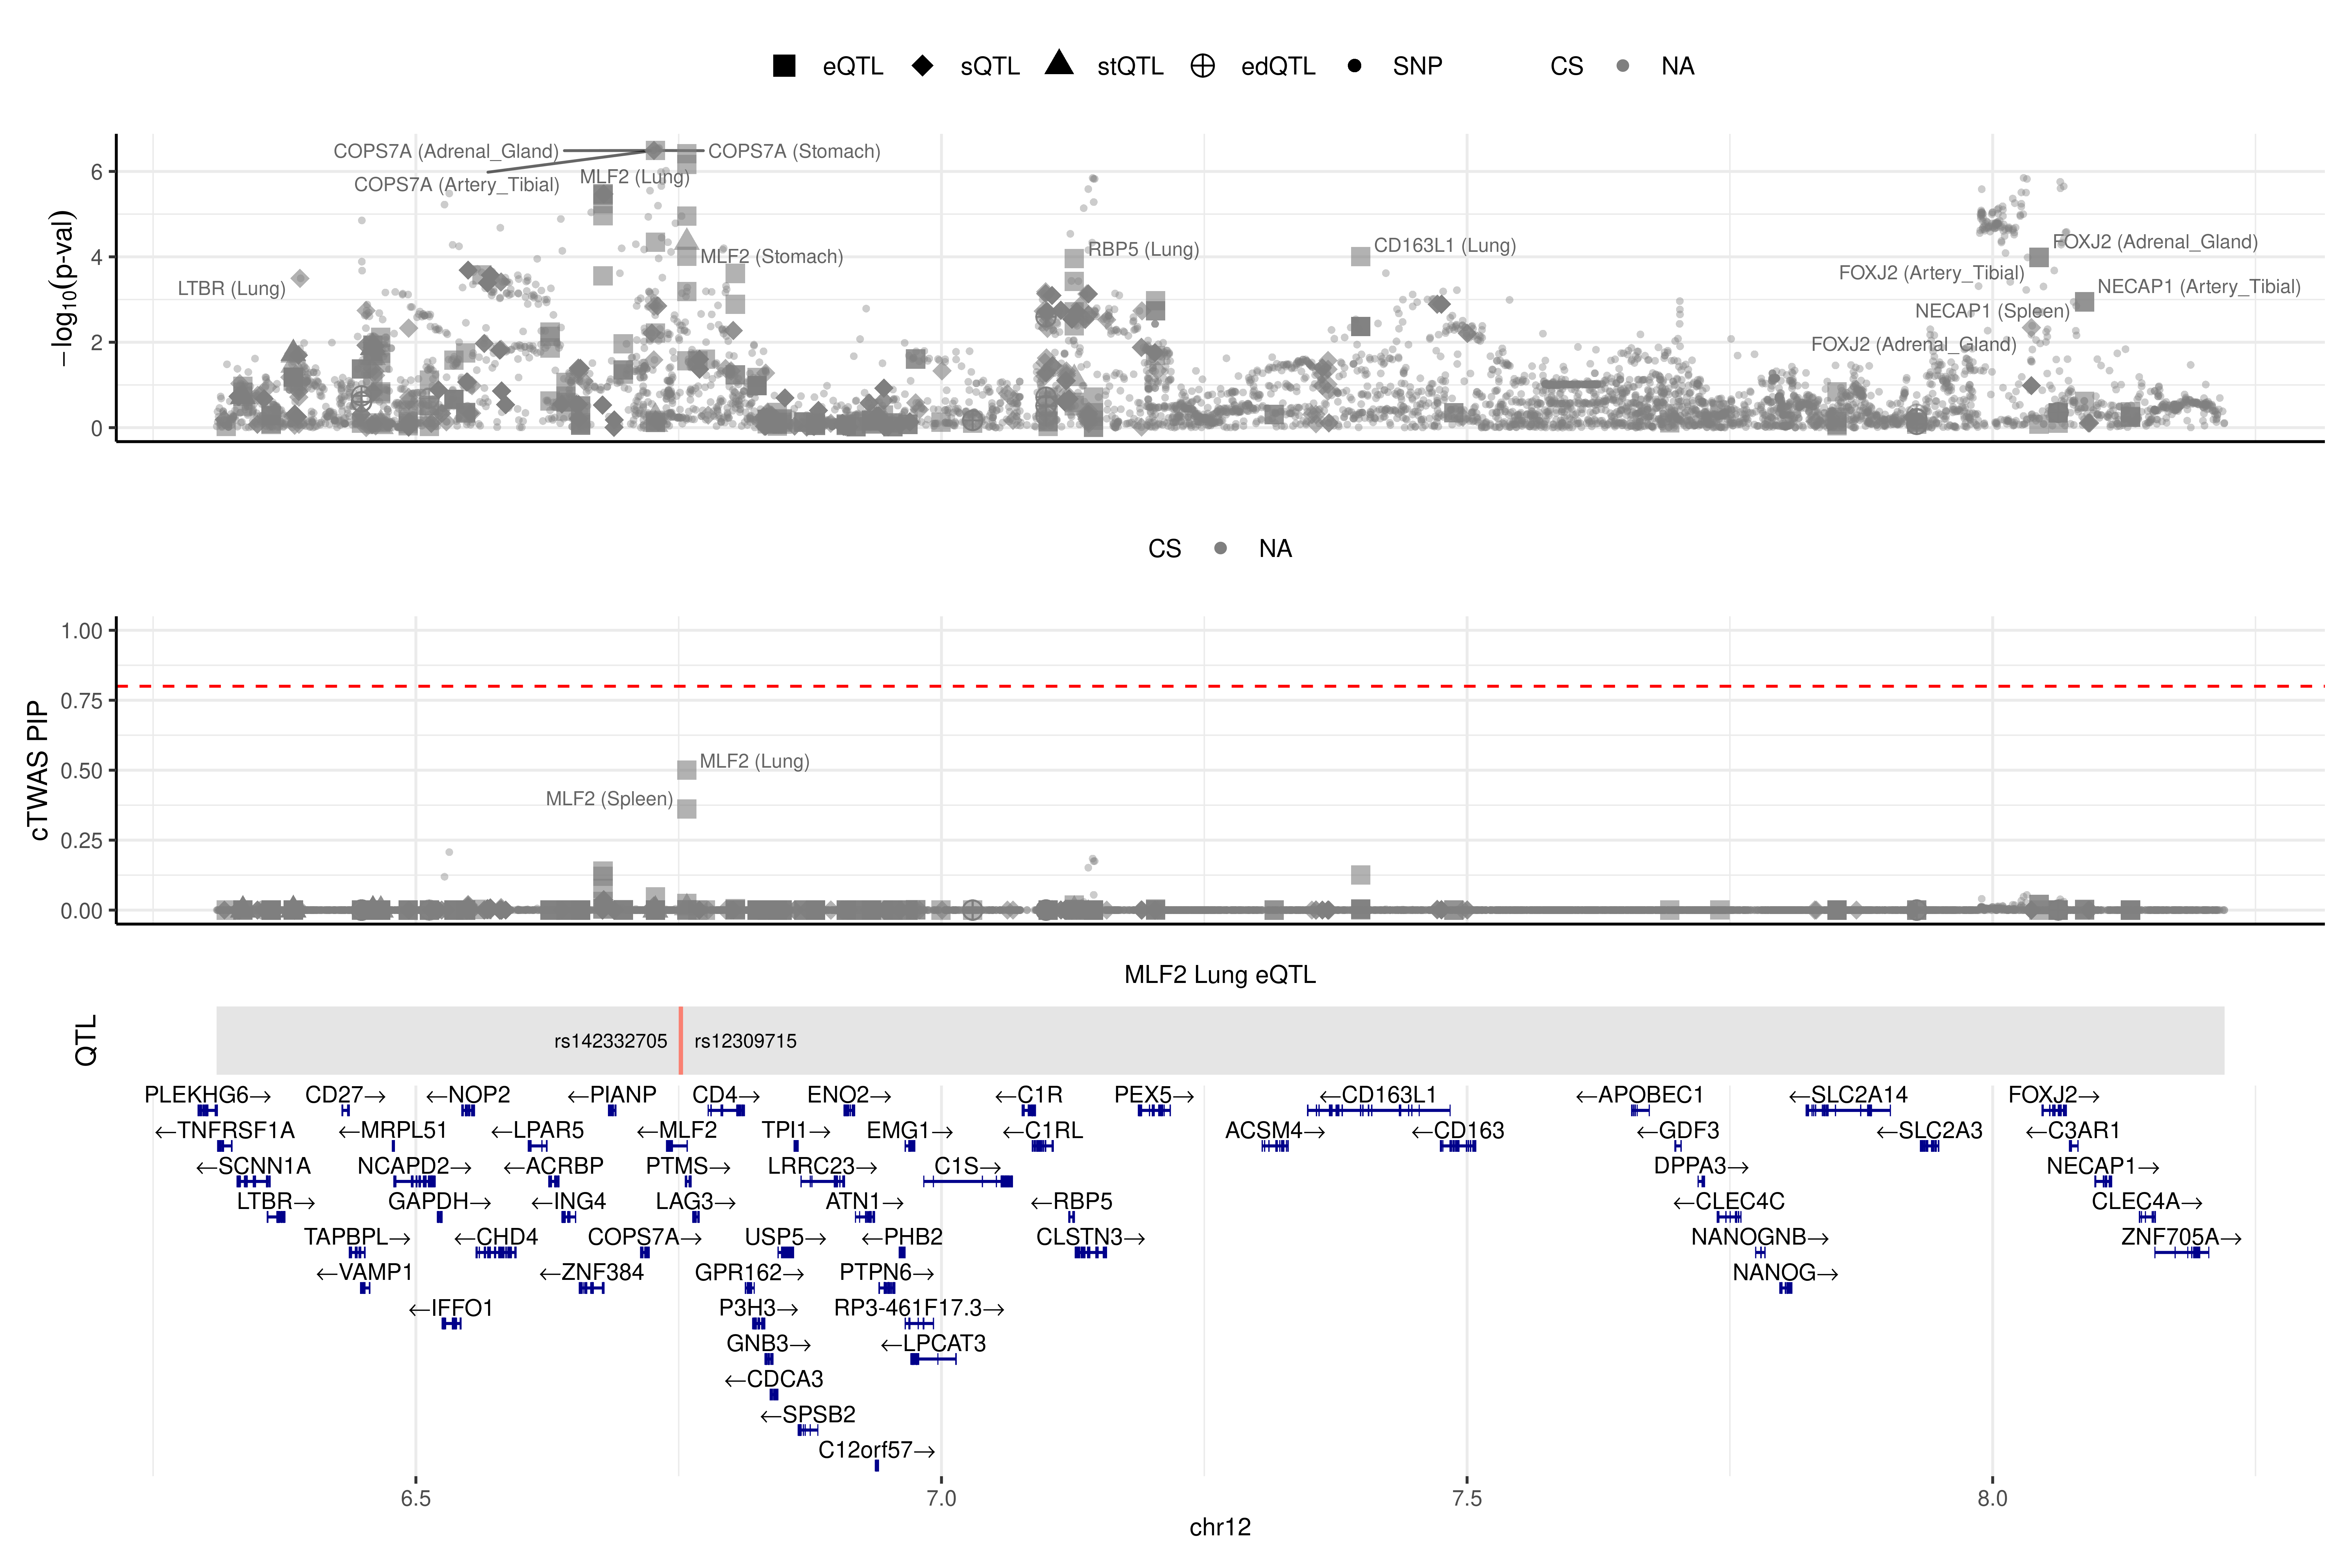 eQTL sQTL stQTL edQTL SNP CS NA
−log10(p-val)
6
4
2
0
COPS7A (Adrenal_Gland)
COPS7A (Stomach)
COPS7A (Artery_Tibial)
MLF2 (Lung)
MLF2 (Stomach)
LTBR (Lung)
RBP5 (Lung)
CD163L1 (Lung)
FOXJ2 (Adrenal_Gland)
FOXJ2 (Artery_Tibial)
NECAP1 (Artery_Tibial)
NECAP1 (Spleen)
FOXJ2 (Adrenal_Gland)
CS NA
cTWAS PIP
1.00
0.75
0.50
0.25
0.00
MLF2 (Lung)
MLF2 (Spleen)
MLF2 Lung eQTL
QTL
rs142332705 rs12309715
PLEKHG6→ CD27→ ←NOP2 ←PIANP CD4→ ENO2→ ←C1R PEX5→ ←CD163L1 ←APOBEC1 ←SLC2A14 FOXJ2→
←TNFRSF1A ←MRPL51 ←LPAR5 ←MLF2 TPI1→ EMG1→ ←C1RL ACSM4→ ←CD163 ←GDF3 ←SLC2A3 ←C3AR1
←SCNN1A NCAPD2→ ←ACRBP PTMS→ LRRC23→ C1S→ DPPA3→ NECAP1→
LTBR→ GAPDH→ ←ING4 LAG3→ ATN1→ ←RBP5 ←CLEC4C CLEC4A→
TAPBPL→ ←CHD4 COPS7A→ USP5→ ←PHB2 CLSTN3→ NANOGNB→ ZNF705A→
←VAMP1 ←ZNF384 GPR162→ PTPN6→ NANOG→
←IFFO1 P3H3→ RP3-461F17.3→
GNB3→ ←LPCAT3
←CDCA3
←SPSB2
C12orf57→
6.5 7.0 7.5 8.0
chr12